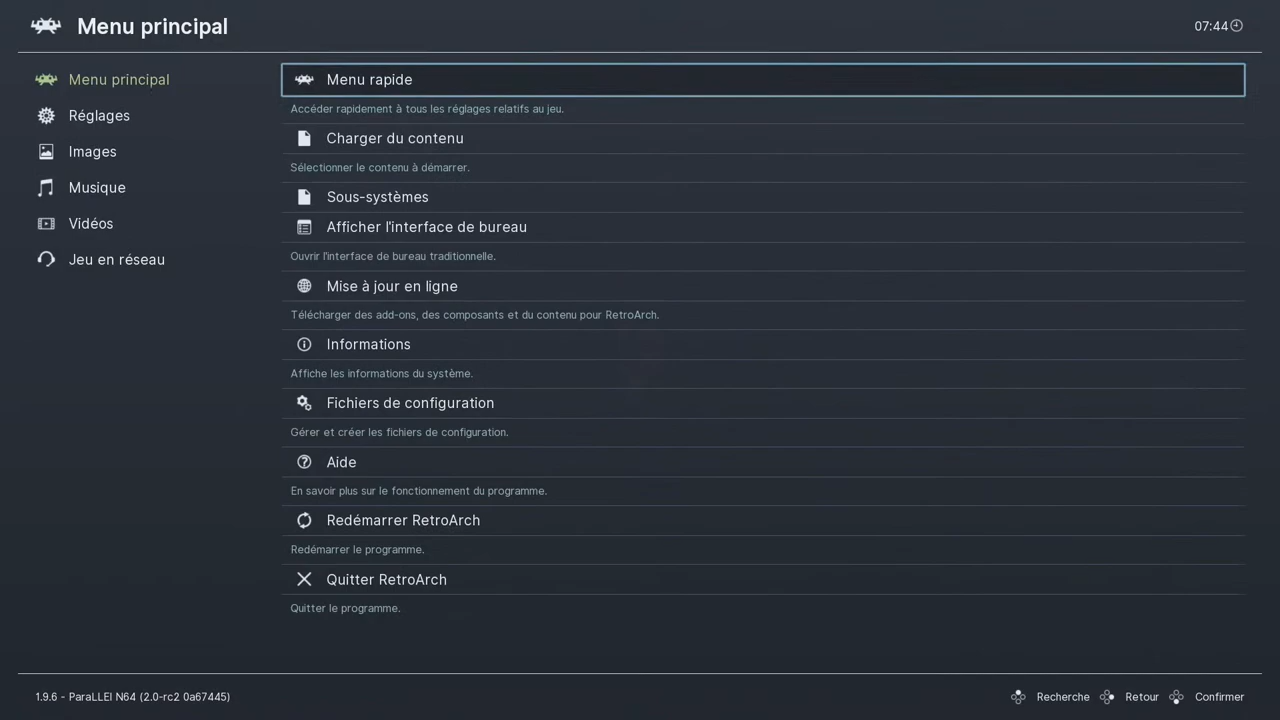 Menu principal
07:44
Menu principal
Réglages
Images
Musique
Vidéos
Jeu en réseau
Menu rapide
Accéder rapidement à tous les réglages relatifs au jeu.
Charger du contenu
Sélectionner le contenu à démarrer.
Sous-systèmes
Afficher l'interface de bureau
Ouvrir l'interface de bureau traditionnelle.
Mise à jour en ligne
Télécharger des add-ons, des composants et du contenu pour RetroArch.
Informations
Affiche les informations du système.
Fichiers de configuration
Gérer et créer les fichiers de configuration.
Aide
En savoir plus sur le fonctionnement du programme.
Redémarrer RetroArch
Redémarrer le programme.
Quitter RetroArch
Quitter le programme.
1.9.6 - ParaLLEl N64 (2.0-rc2 0a67445)
Recherche Retour Confirmer